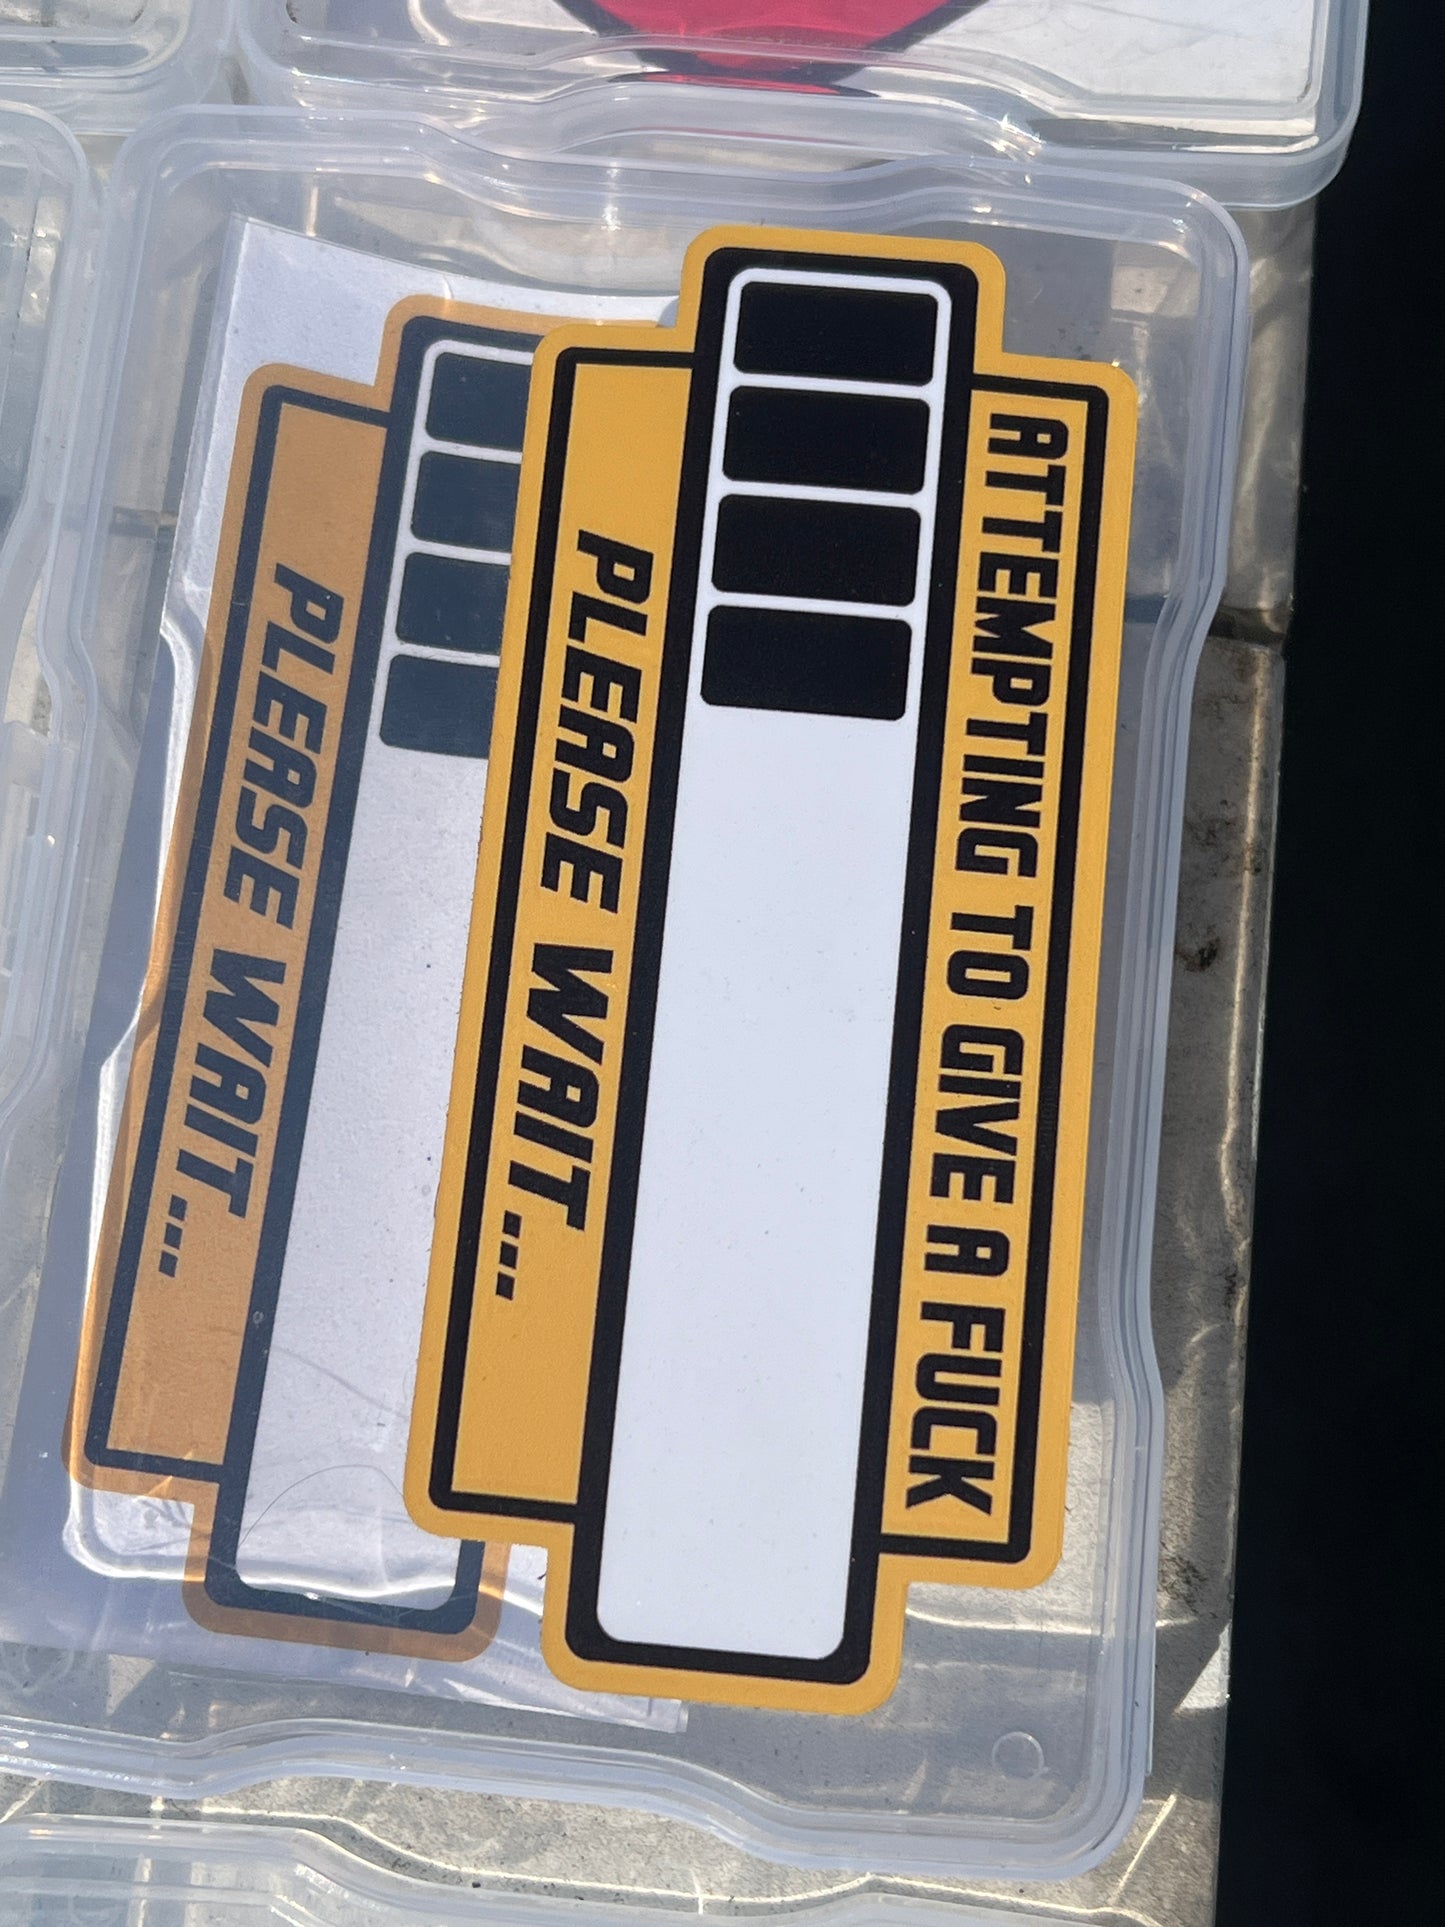 ATTEMPTING TO GIVE A FUCK
PLEASE WAIT...
PLEASE WAIT...